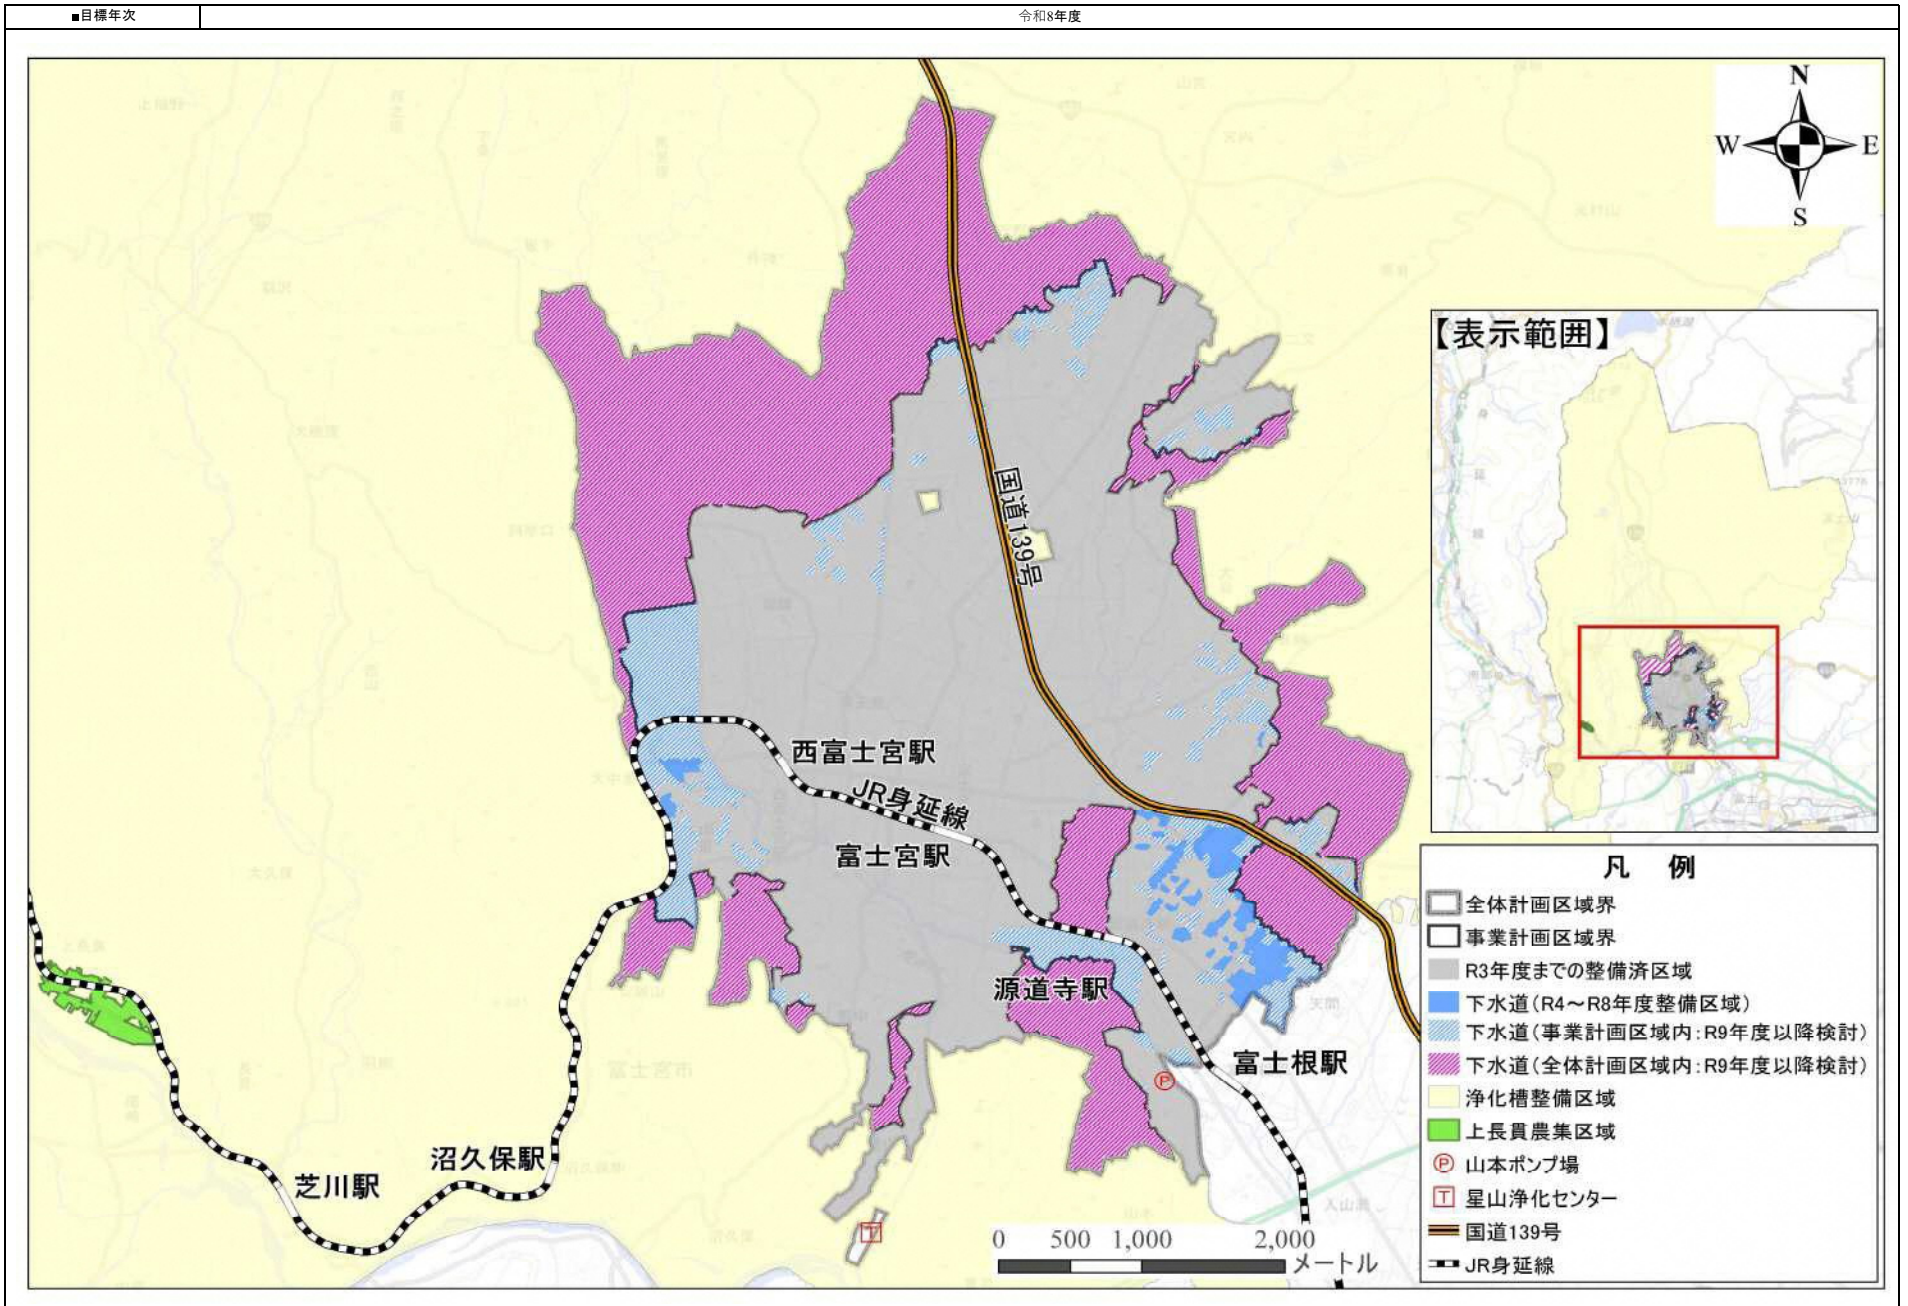 ■目標年次
令和8年度
N
W
E
S
【表示範囲】
国道139号
西富士宮駅
JR身延線
富士宮駅
源道寺駅
富士根駅
天間
富士宮市
沼久保駅
芝川駅
P
T
0 500 1,000 2,000
メートル
凡 例
全体計画区域界
事業計画区域界
R3年度までの整備済区域
下水道(R4～R8年度整備区域)
下水道(事業計画区域内:R9年度以降検討)
下水道(全体計画区域内:R9年度以降検討)
浄化槽整備区域
上長貫農集区域
P 山本ポンプ場
T 星山浄化センター
国道139号
JR身延線